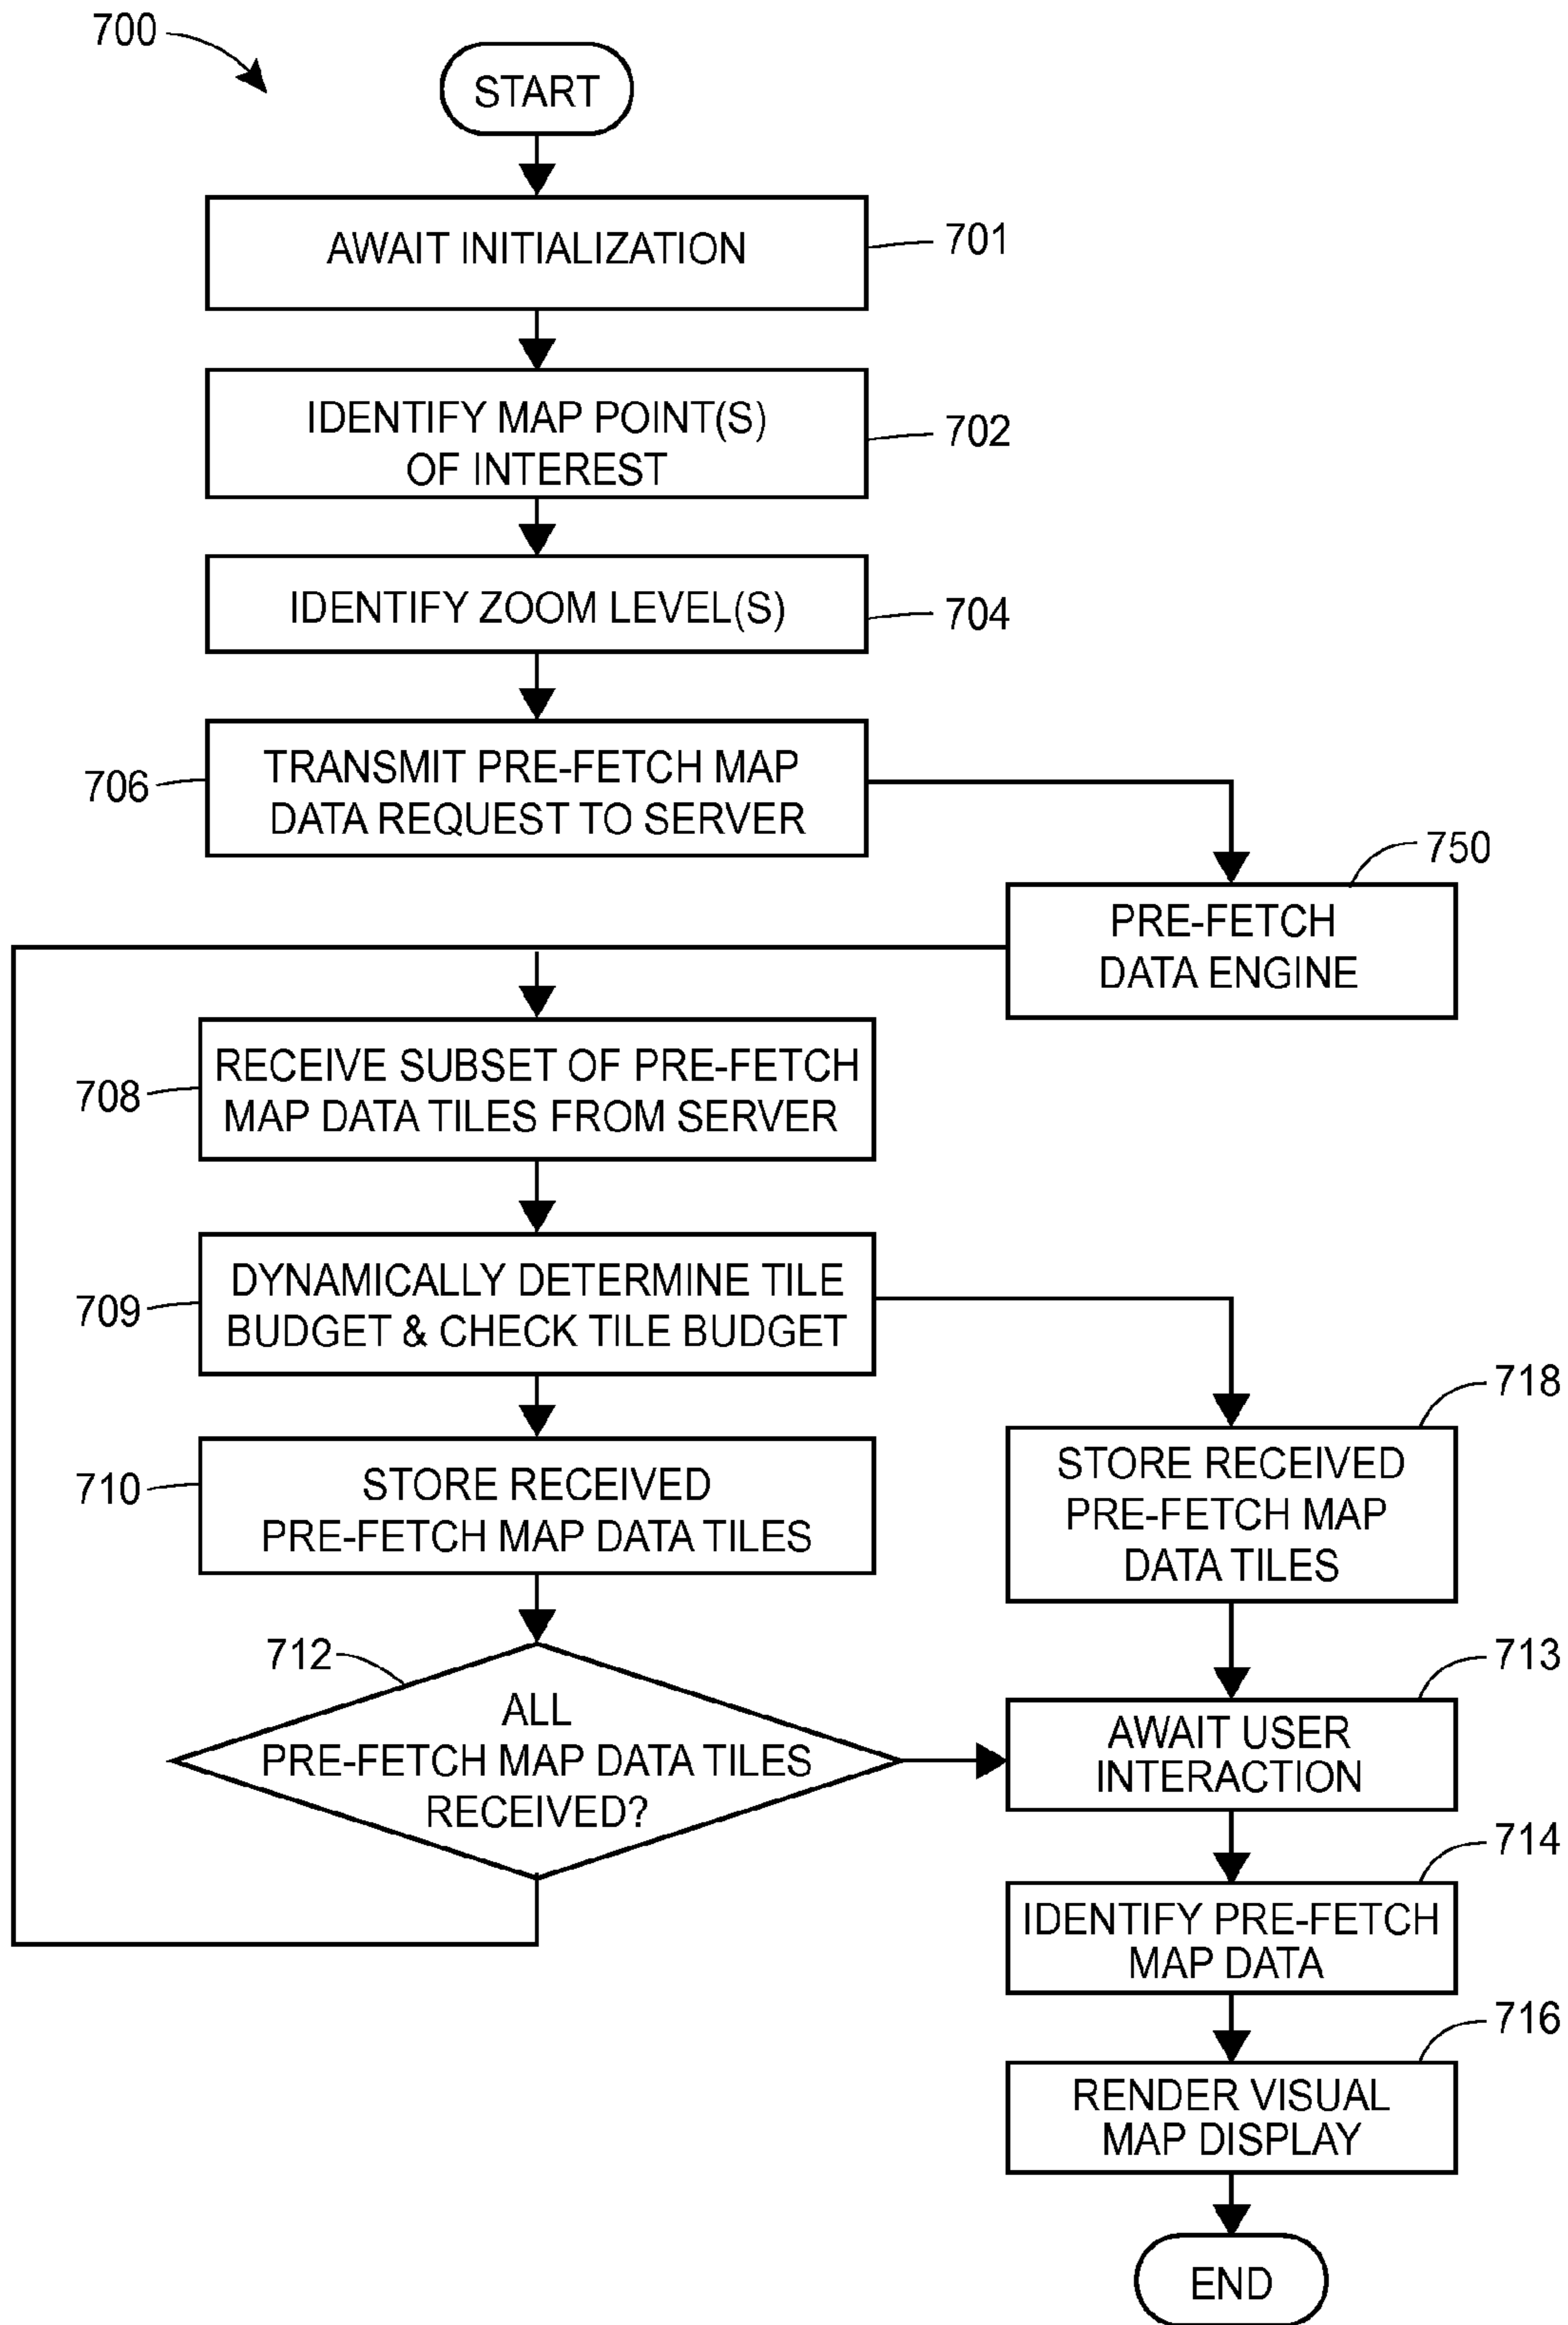 700
START
AWAIT INITIALIZATION
701
IDENTIFY MAP POINT(S)
OF INTEREST
702
IDENTIFY ZOOM LEVEL(S)
704
706
TRANSMIT PRE-FETCH MAP
DATA REQUEST TO SERVER
750
PRE-FETCH
DATA ENGINE
708
RECEIVE SUBSET OF PRE-FETCH
MAP DATA TILES FROM SERVER
709
DYNAMICALLY DETERMINE TILE
BUDGET & CHECK TILE BUDGET
718
STORE RECEIVED
PRE-FETCH MAP
DATA TILES
710
STORE RECEIVED
PRE-FETCH MAP DATA TILES
712
ALL
PRE-FETCH MAP DATA TILES
RECEIVED?
713
AWAIT USER
INTERACTION
714
IDENTIFY PRE-FETCH
MAP DATA
716
RENDER VISUAL
MAP DISPLAY
END